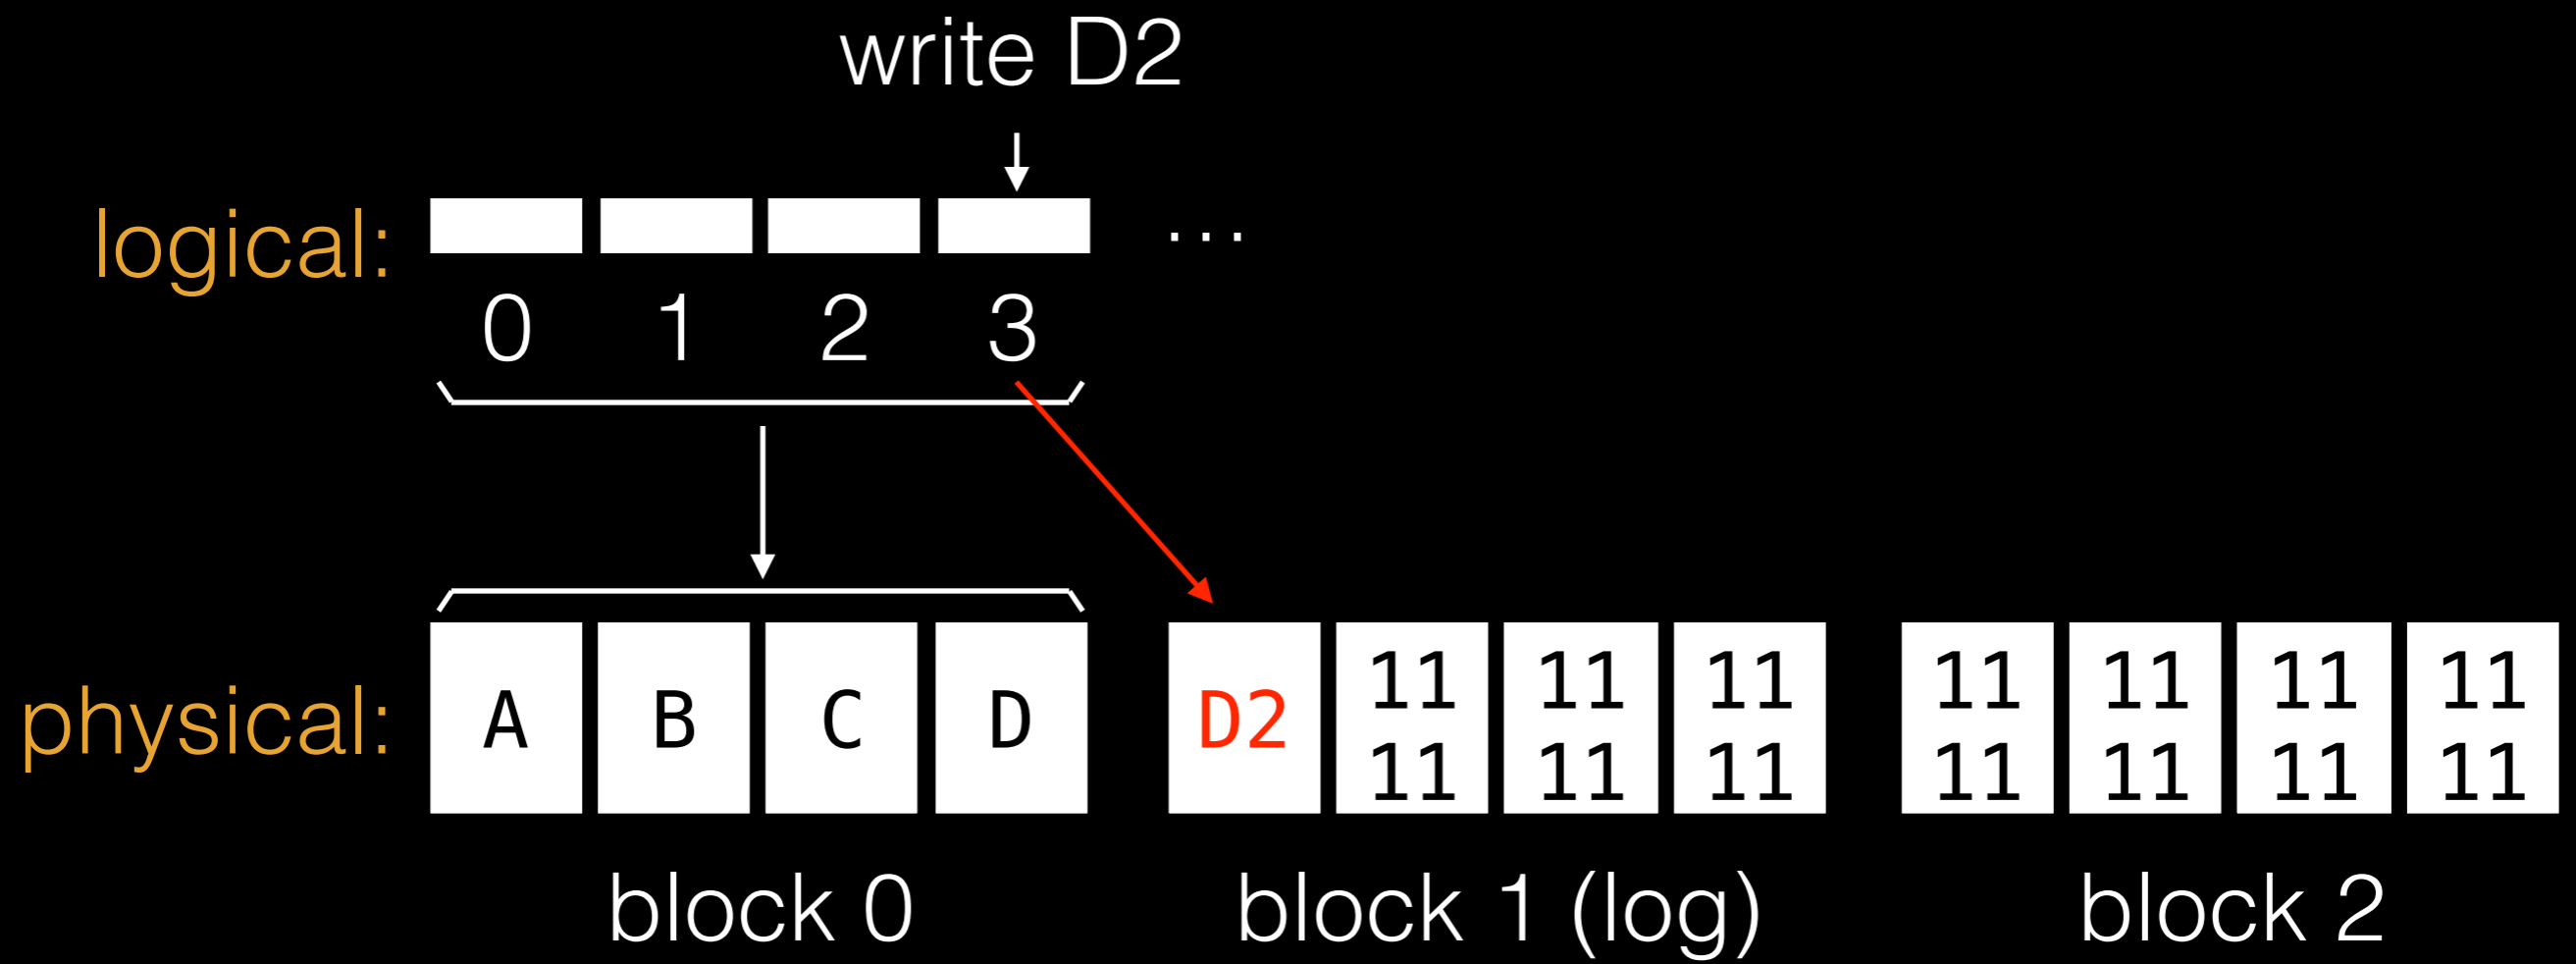 write D2
logical: ...
0 1 2 3
physical: A B C D D2 11 11 11 11 11 11 11
11 11 11 11 11 11 11
block 0 block 1 (log) block 2